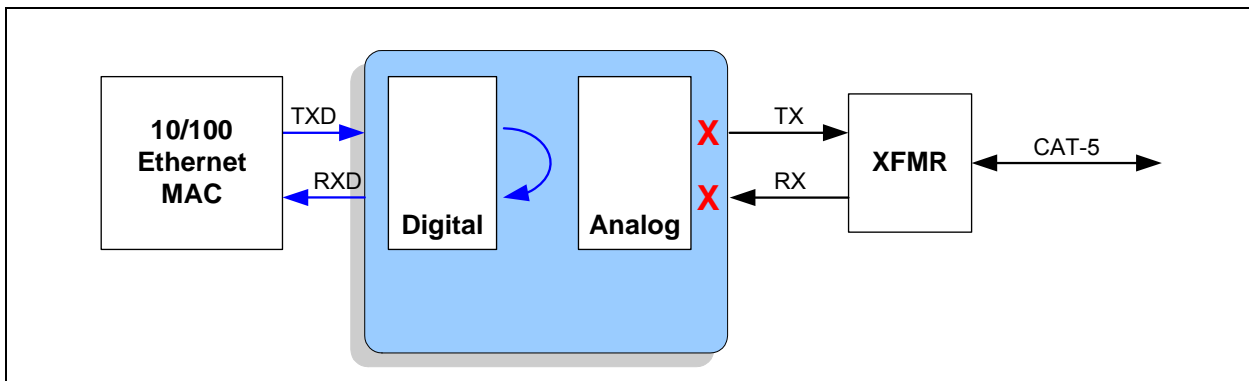 10/100
Ethernet
MAC
TXD
RXD
Digital
Analog
X
X
TX
RX
XFMR
CAT-5